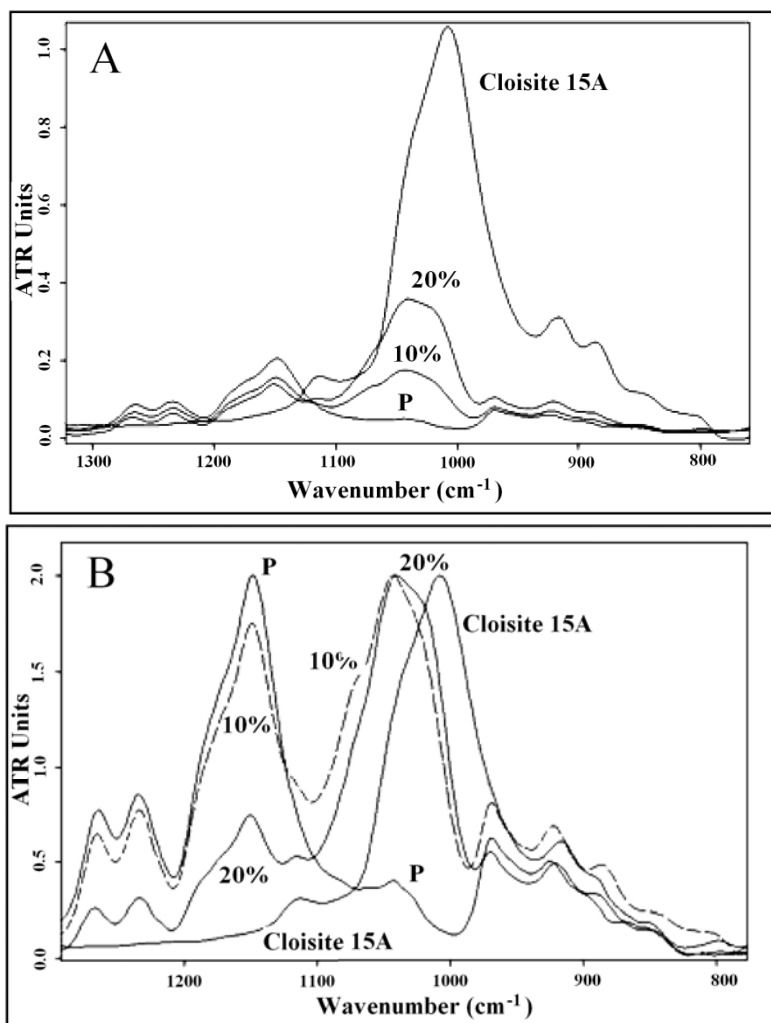 A
Cloisite 15A
20%
10%
P
ATR Units
0.0
0.2
0.4
0.6
0.8
1.0
1300
1200
1100
1000
900
800
Wavenumber (cm-1)
B
P
20%
Cloisite 15A
10%
10%
20%
P
Cloisite 15A
ATR Units
0.0
0.5
1.0
1.5
2.0
1200
1100
1000
900
800
Wavenumber (cm-1)